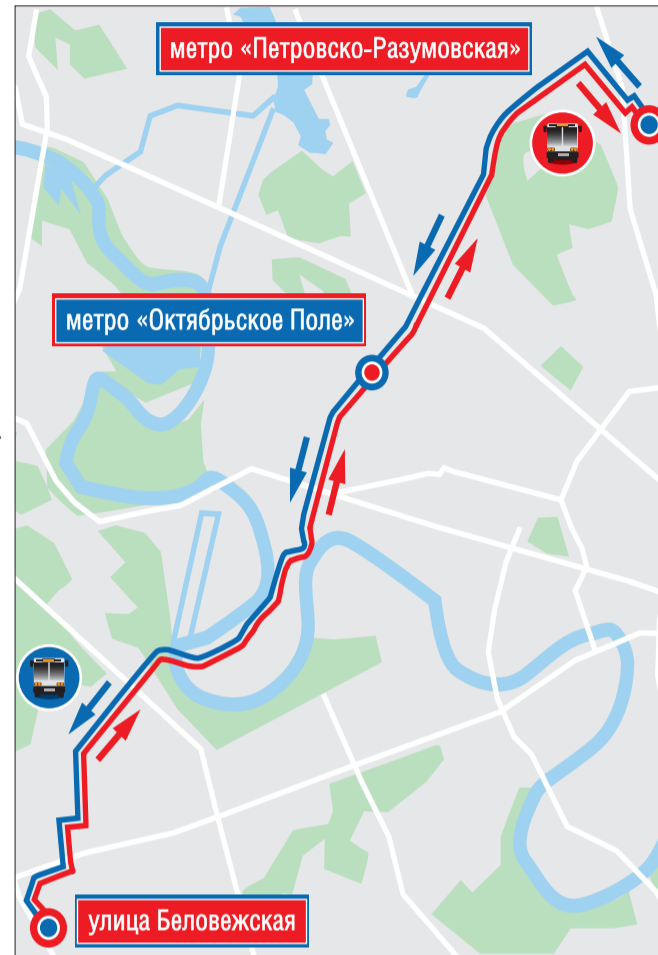 метро «Петровско-Разумовская»
метро «Октябрьское Поле»
улица Беловежская